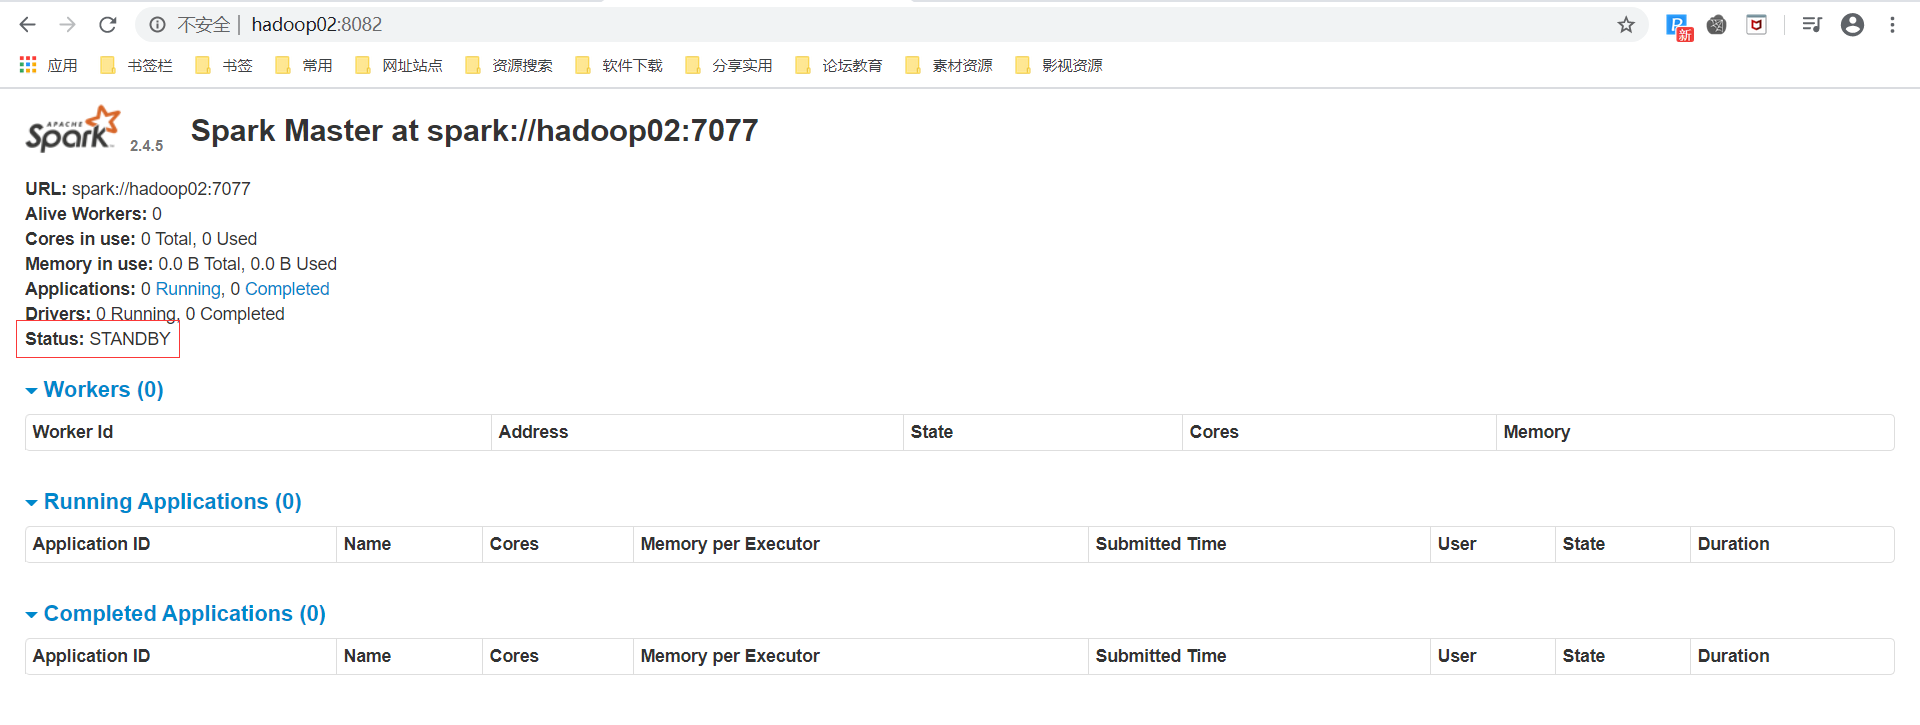 不安全 | hadoop02:8082
应用 书签栏 书签 常用 网址站点 资源搜索 软件下载 分享实用 论坛教育 素材资源 影视资源
新
APACHE Spark 2.4.5 Spark Master at spark://hadoop02:7077
URL: spark://hadoop02:7077
Alive Workers: 0
Cores in use: 0 Total, 0 Used
Memory in use: 0.0 B Total, 0.0 B Used
Applications: 0 Running, 0 Completed
Drivers: 0 Running, 0 Completed
Status: STANDBY
Workers (0)
Worker Id Address State Cores Memory
Running Applications (0)
Application ID Name Cores Memory per Executor Submitted Time User State Duration
Completed Applications (0)
Application ID Name Cores Memory per Executor Submitted Time User State Duration